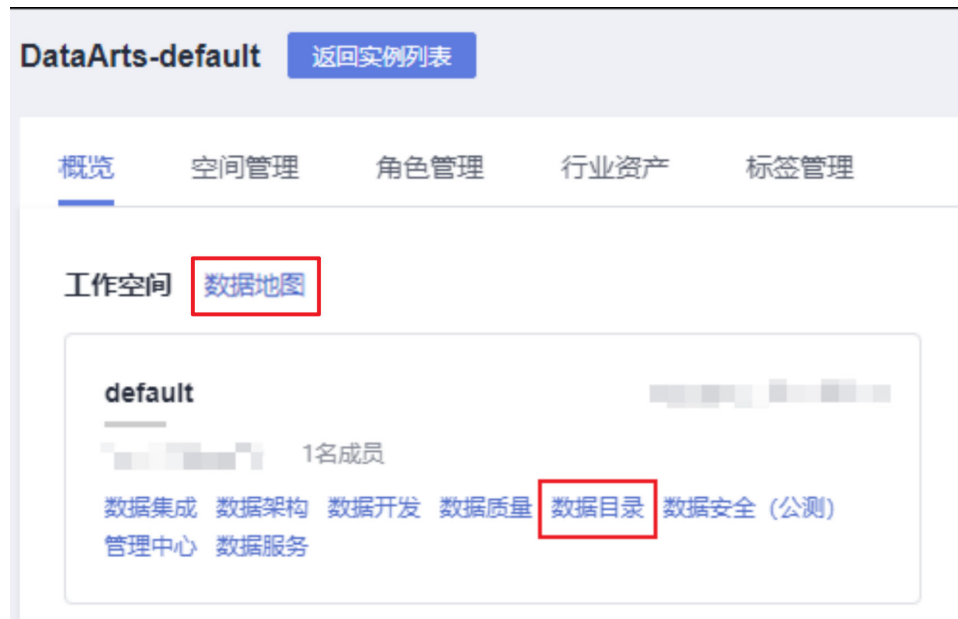 DataArts-default 返回实例列表
概览 空间管理 角色管理 行业资产 标签管理
工作空间 数据地图
default
1名成员
数据集成 数据架构 数据开发 数据质量 数据目录 数据安全（公测）
管理中心 数据服务